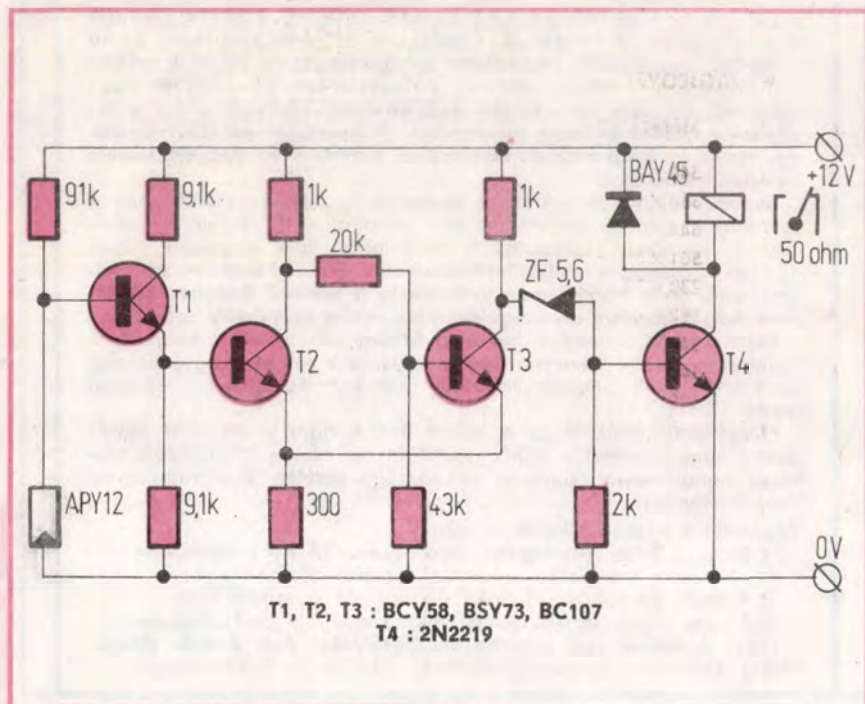 91k
9,1k
1k
20k
1k
BAY45
+12V
50 ohm
ZF 5,6
T1
T2
T3
T4
APY12
9,1k
300
43k
2k
0V
T1, T2, T3 : BCY58, BSY73, BC107
T4 : 2N2219